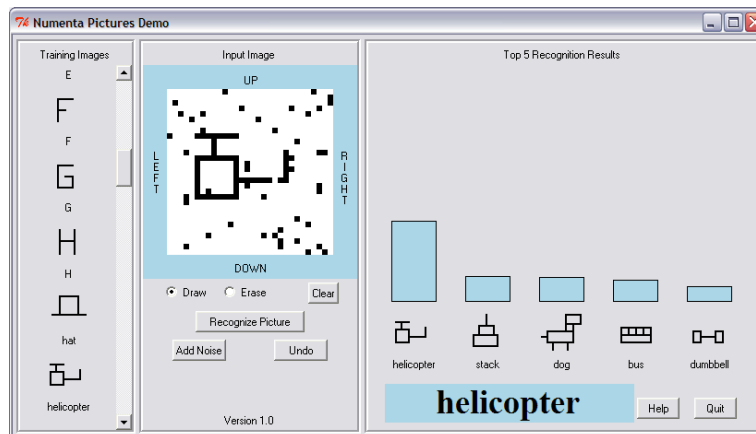 Numenta Pictures Demo
Training Images
E
F
G
H
hat
helicopter
Input Image
UP
LEFT
RIGHT
DOWN
Draw
Erase
Clear
Recognize Picture
Add Noise
Undo
Version 1.0
Top 5 Recognition Results
helicopter
stack
dog
bus
dumbbell
helicopter
Help
Quit